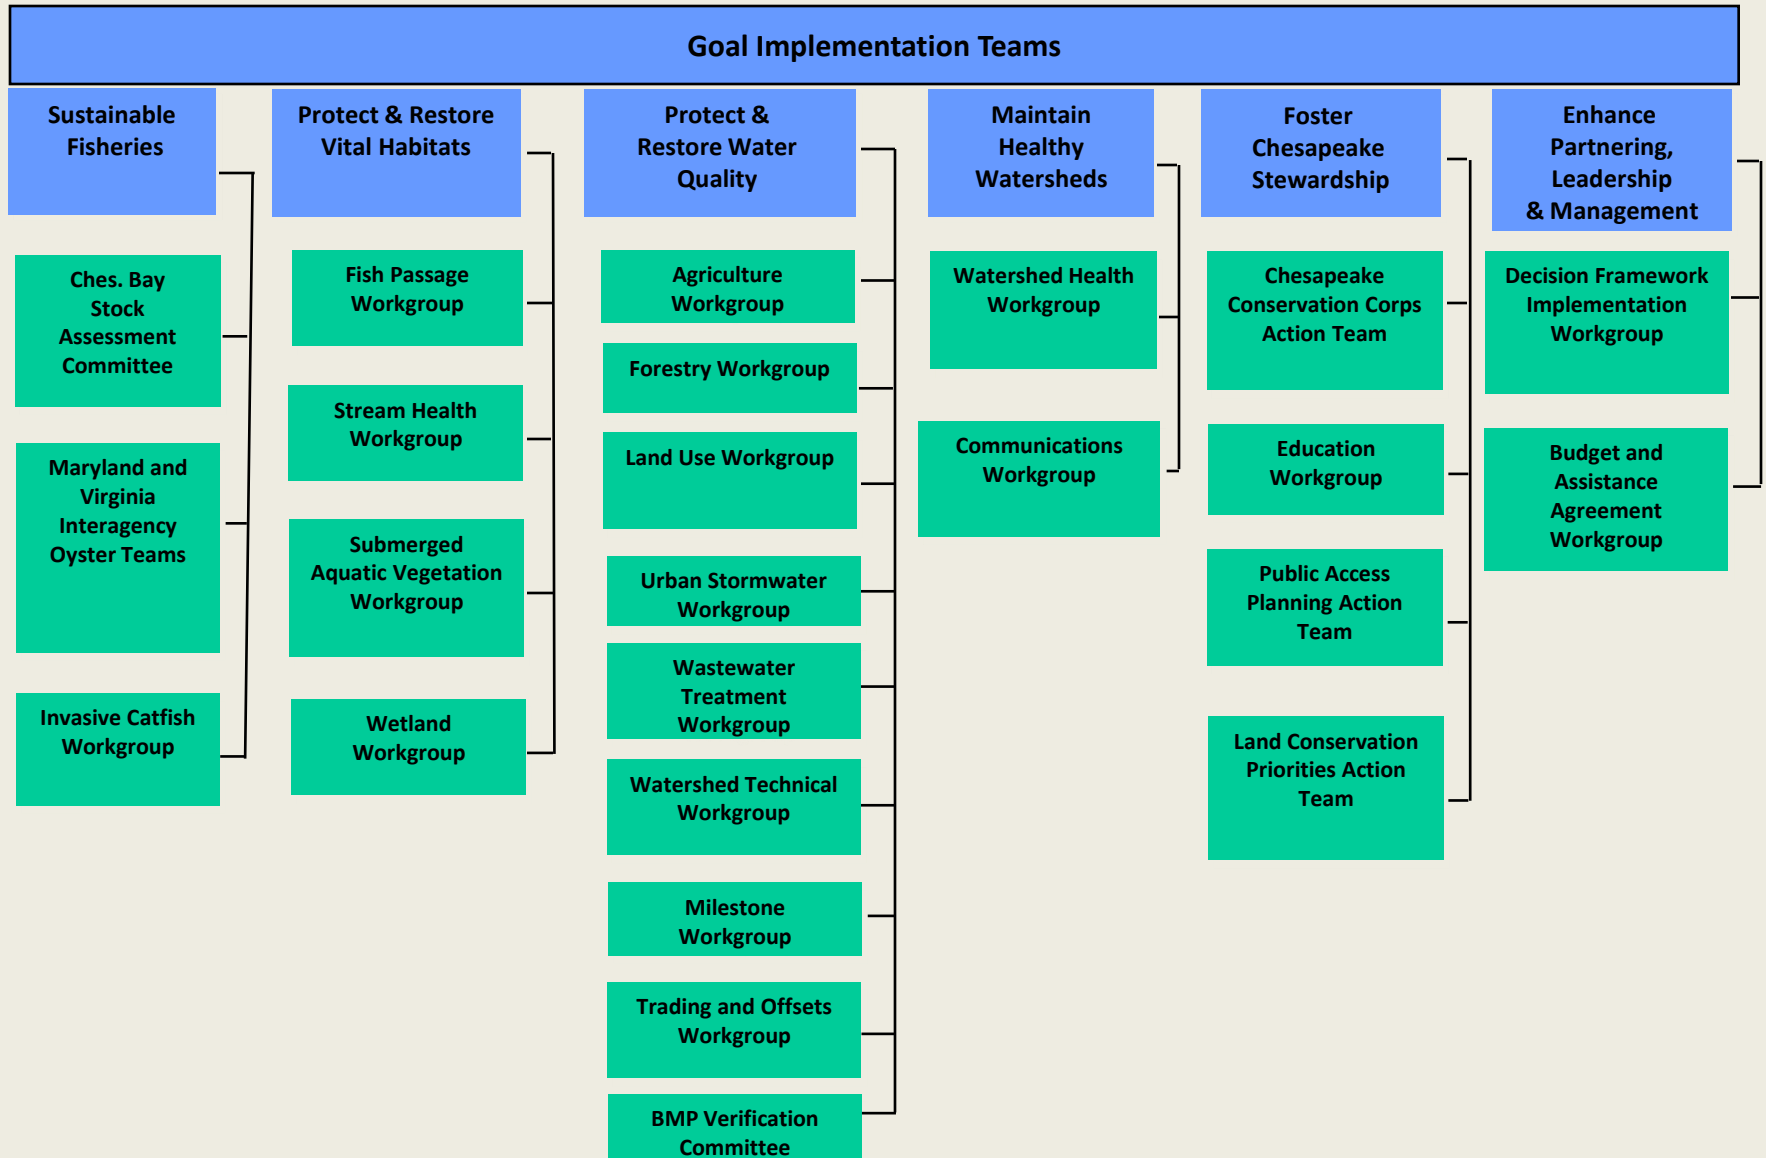 Goal Implementation Teams
Sustainable
Fisheries
Ches. Bay
Stock
Assessment
Committee
Maryland and
Virginia
Interagency
Oyster Teams
Invasive Catfish
Workgroup
Protect & Restore
Vital Habitats
Fish Passage
Workgroup
Stream Health
Workgroup
Submerged
Aquatic Vegetation
Workgroup
Wetland
Workgroup
Protect &
Restore Water
Quality
Agriculture
Workgroup
Forestry Workgroup
Land Use Workgroup
Urban Stormwater
Workgroup
Wastewater
Treatment
Workgroup
Watershed Technical
Workgroup
Milestone
Workgroup
Trading and Offsets
Workgroup
BMP Verification
Committee
Maintain
Healthy
Watersheds
Watershed Health
Workgroup
Communications
Workgroup
Foster
Chesapeake
Stewardship
Chesapeake
Conservation Corps
Action Team
Education
Workgroup
Public Access
Planning Action
Team
Land Conservation
Priorities Action
Team
Enhance
Partnering,
Leadership
& Management
Decision Framework
Implementation
Workgroup
Budget and
Assistance
Agreement
Workgroup